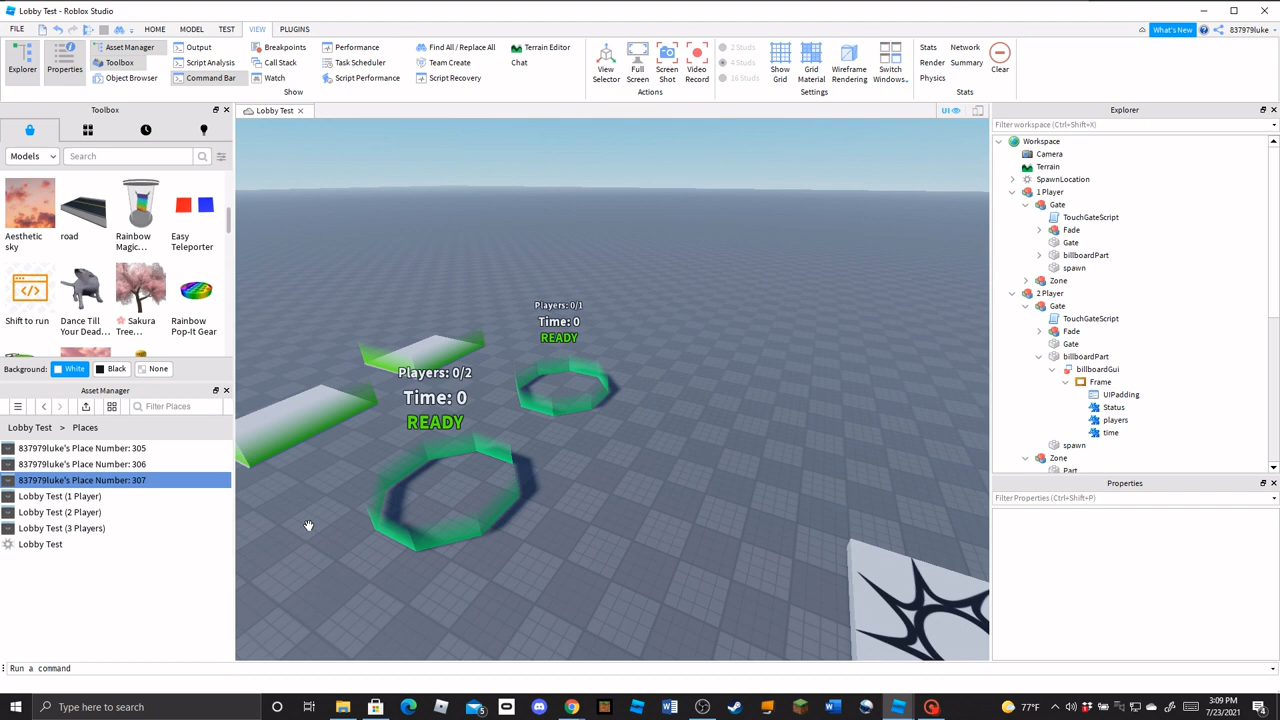 Lobby Test - Roblox Studio
FILE HOME MODEL TEST VIEW PLUGINS What's New 837979luke
Explorer Properties Asset Manager Toolbox Object Browser
Output Script Analysis Command Bar
Breakpoints Call Stack Watch
Performance Task Scheduler Script Performance
Find All / Replace All Team Create Script Recovery
Terrain Editor Chat
Show
View Selector Full Screen Screen Shot Video Record
Actions
2 Studs 4 Studs 16 Studs
Show Grid Grid Material Wireframe Rendering Switch Windows
Settings
Stats Render Physics Network Summary Clear
Stats
Toolbox
Models Search
Aesthetic sky
road
Rainbow Magic...
Easy Teleporter
Shift to run
Dance Till Your Dead...
Sakura Tree...
Rainbow Pop-It Gear
Background: White Black None
Asset Manager
Filter Places
Lobby Test > Places
837979luke's Place Number: 305
837979luke's Place Number: 306
837979luke's Place Number: 307
Lobby Test (1 Player)
Lobby Test (2 Player)
Lobby Test (3 Players)
Lobby Test
Lobby Test
UI
Players: 0/1
Time: 0
READY
Players: 0/2
Time: 0
READY
Explorer
Filter workspace (Ctrl+Shift+X)
Workspace
Camera
Terrain
SpawnLocation
1 Player
Gate
TouchGateScript
Fade
Gate
billboardPart
spawn
Zone
2 Player
Gate
TouchGateScript
Fade
Gate
billboardPart
billboardGui
Frame
UIPadding
Status
players
time
spawn
Zone
Part
Properties
Filter Properties (Ctrl+Shift+P)
Run a command
Type here to search
77°F
3:09 PM
7/23/2021